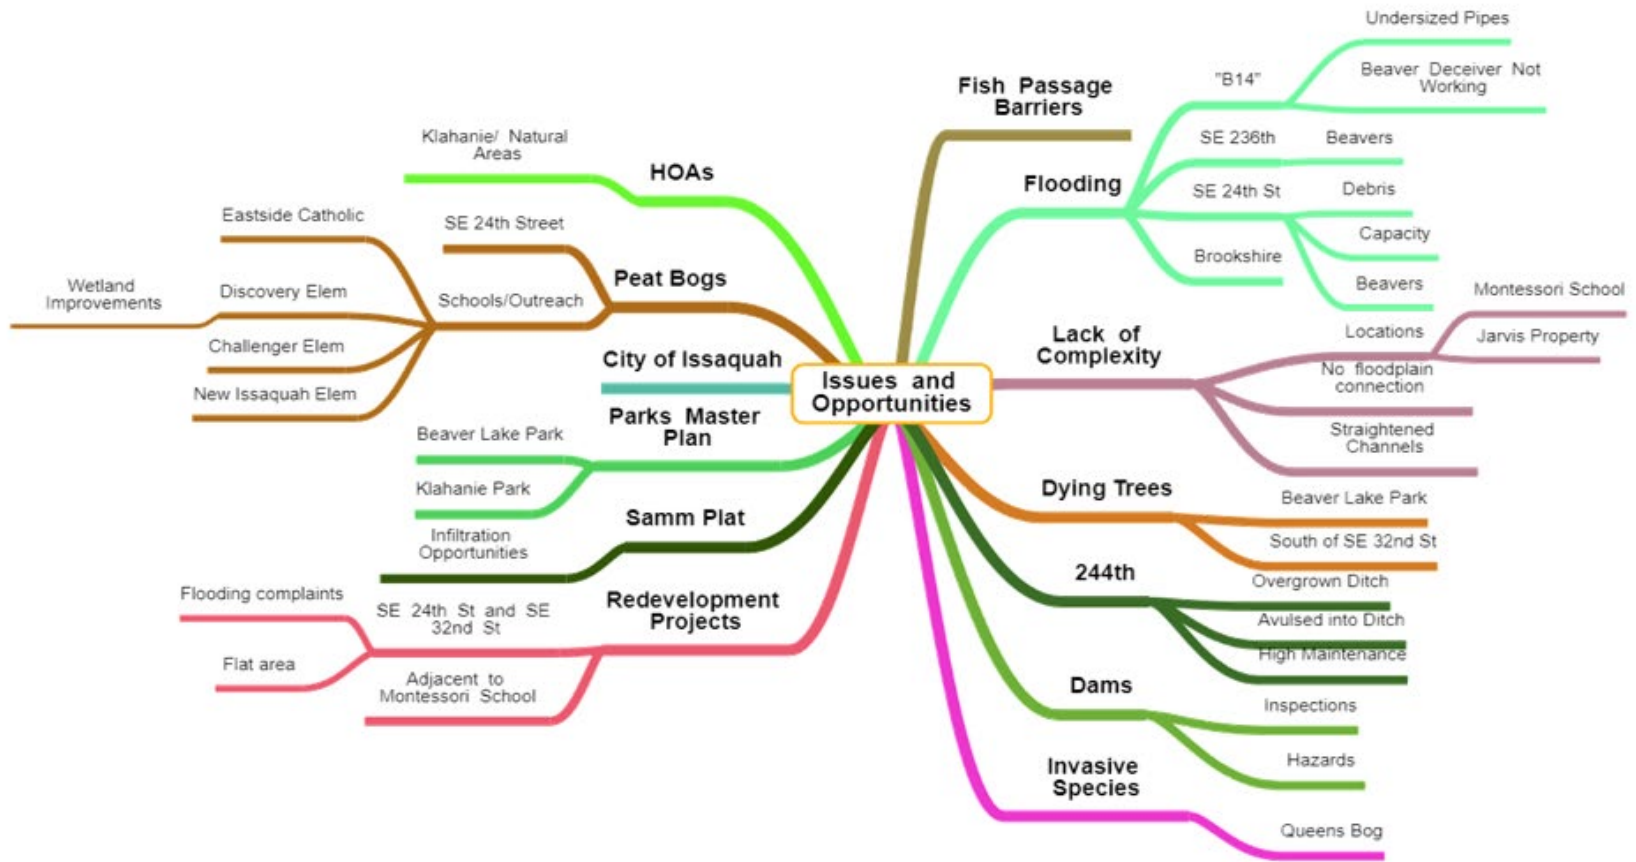 Issues and
Opportunities
Fish Passage
Barriers
Flooding
"B14"
Undersized Pipes
Beaver Deceiver Not
Working
SE 236th
Beavers
SE 24th St
Debris
Capacity
Beavers
Brookshire
Lack of
Complexity
Locations
Montessori School
Jarvis Property
No floodplain
connection
Straightened
Channels
Dying Trees
Beaver Lake Park
South of SE 32nd St
244th
Overgrown Ditch
Avulsed into Ditch
High Maintenance
Dams
Inspections
Hazards
Invasive
Species
Queens Bog
HOAs
Klahanie/ Natural
Areas
Peat Bogs
SE 24th Street
Schools/Outreach
Eastside Catholic
Discovery Elem
Wetland
Improvements
Challenger Elem
New Issaquah Elem
City of Issaquah
Parks Master
Plan
Beaver Lake Park
Klahanie Park
Samm Plat
Infiltration
Opportunities
Redevelopment
Projects
SE 24th St and SE
32nd St
Flooding complaints
Flat area
Adjacent to
Montessori School